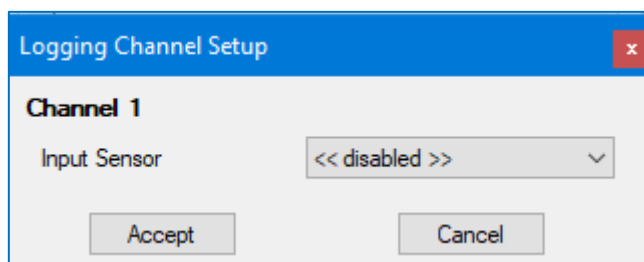 Logging Channel Setup x
Channel 1
Input Sensor << disabled >>
Accept Cancel